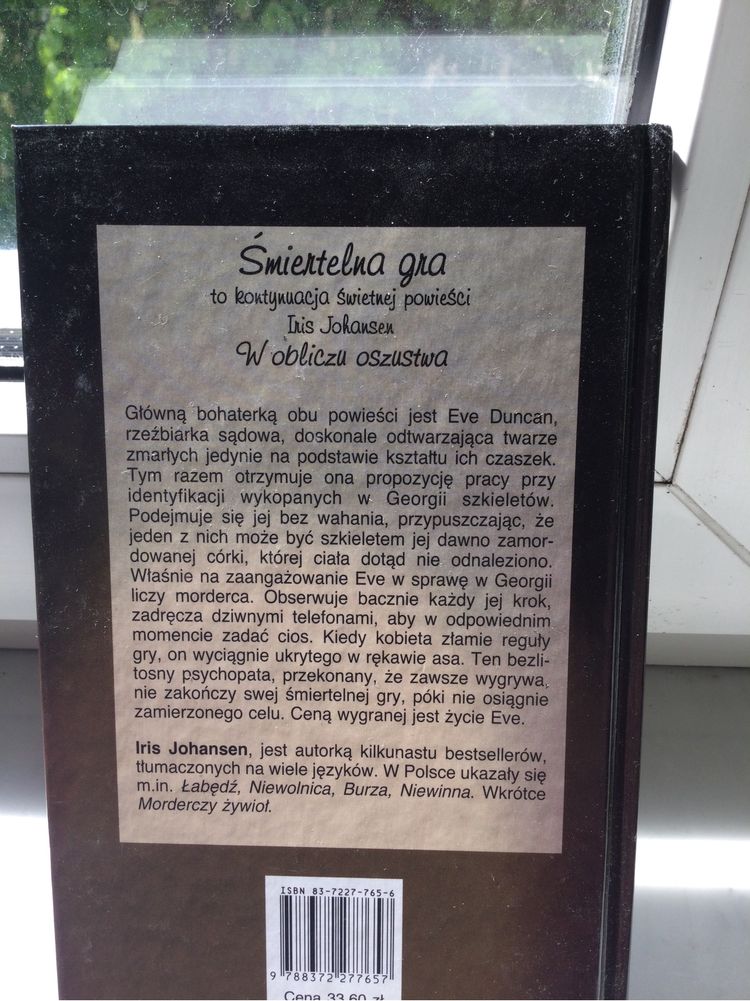 Śmiertelna gra
to kontynuacja świetnej powieści
Iris Johansen
W obliczu oszustwa
Główną bohaterką obu powieści jest Eve Duncan,
rzeźbiarka sądowa, doskonale odtwarzająca twarze
zmarłych jedynie na podstawie kształtu ich czaszek.
Tym razem otrzymuje ona propozycję pracy przy
identyfikacji wykopanych w Georgii szkieletów.
Podejmuje się jej bez wahania, przypuszczając, że
jeden z nich może być szkieletem jej dawno zamor-
dowanej córki, której ciała dotąd nie odnaleziono.
Właśnie na zaangażowanie Eve w sprawę w Georgii
liczy morderca. Obserwuje bacznie każdy jej krok,
zadręcza dziwnymi telefonami, aby w odpowiednim
momencie zadać cios. Kiedy kobieta złamie reguły
gry, on wyciągnie ukrytego w rękawie asa. Ten bezli-
tosny psychopata, przekonany, że zawsze wygrywa,
nie zakończy swej śmiertelnej gry, póki nie osiągnie
zamierzonego celu. Ceną wygranej jest życie Eve.
Iris Johansen, jest autorką kilkunastu bestsellerów,
tłumaczonych na wiele języków. W Polsce ukazały się
m.in. Łabędź, Niewolnica, Burza, Niewinna. Wkrótce
Morderczy żywioł.
ISBN 83-7227-765-6
9 788372 277657
Cena 33,60 zł